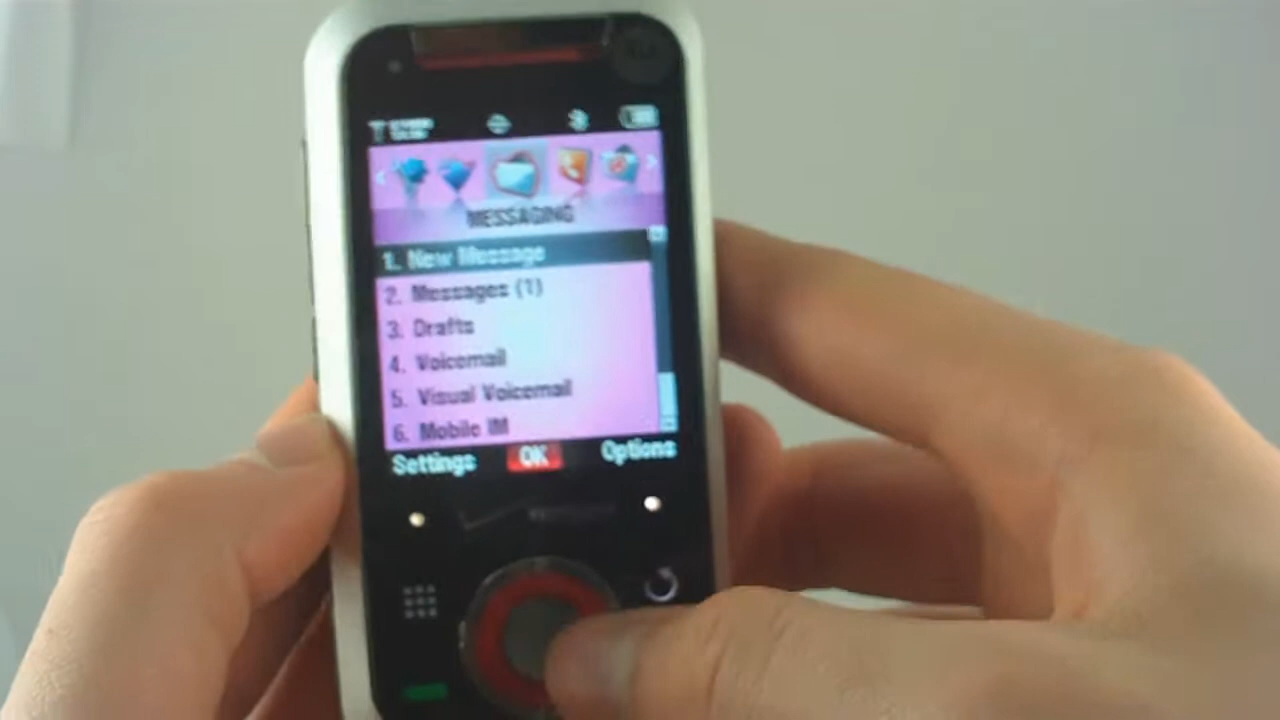 MESSAGING
1. New Message
2. Messages (1)
3. Drafts
4. Voicemail
5. Visual Voicemail
6. Mobile IM
Settings OK Options